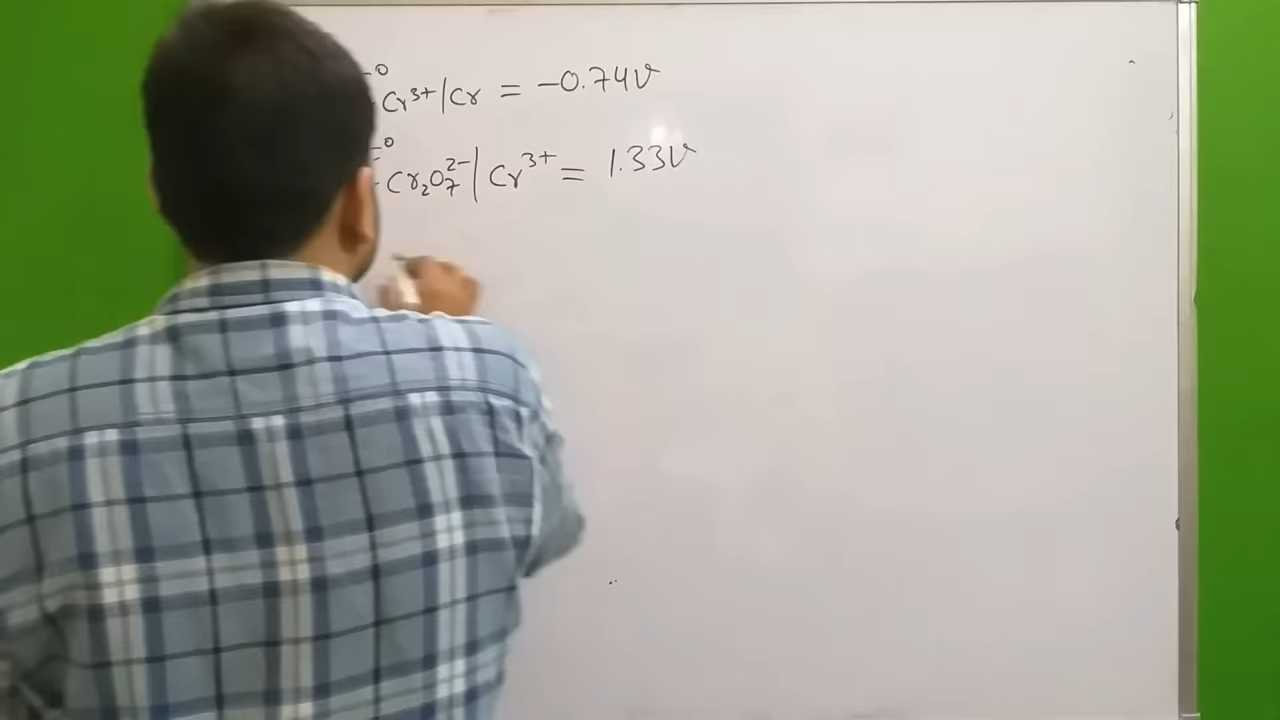 ° Cr³⁺/Cr = -0.74V
° Cr₂O₇²⁻|Cr³⁺ = 1.33V